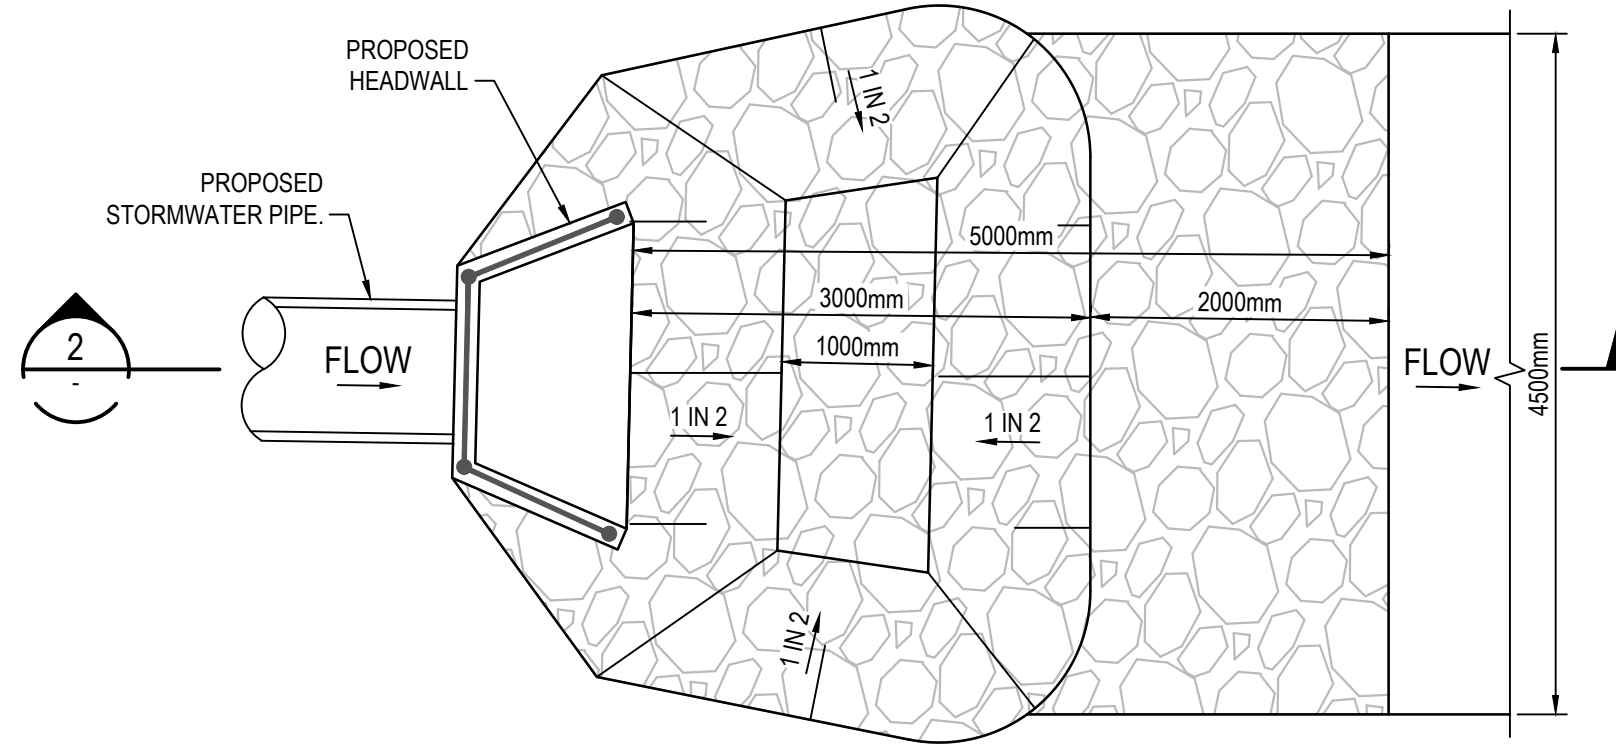 PROPOSED
HEADWALL
PROPOSED
STORMWATER PIPE.
1 IN 2
5000mm
3000mm
2000mm
1000mm
2
-
FLOW
FLOW
4500mm
1 IN 2
1 IN 2
1 IN 2